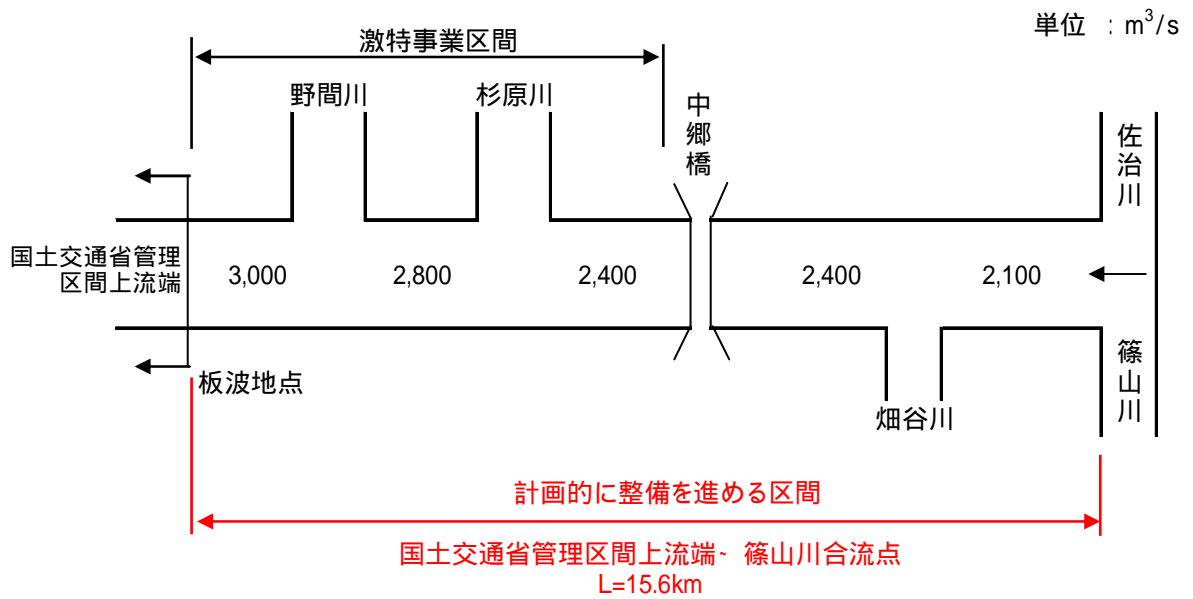 単位 : m³/s
激特事業区間
野間川
杉原川
中郷橋
佐治川
国土交通省管理
区間上流端
3,000
2,800
2,400
2,400
2,100
板波地点
畑谷川
篠山川
計画的に整備を進める区間
国土交通省管理区間上流端~ 篠山川合流点
L=15.6km